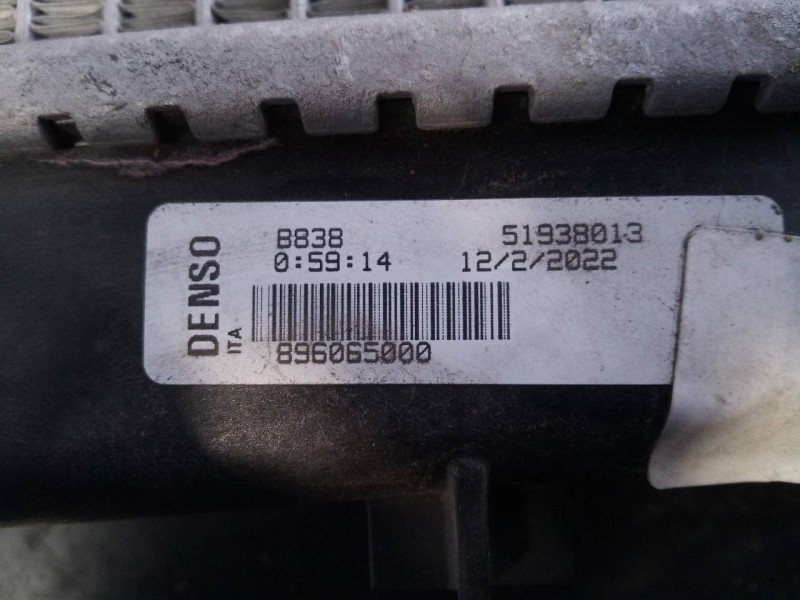 DENSO
ITA
B838 51938013
0:59:14 12/2/2022
896065000